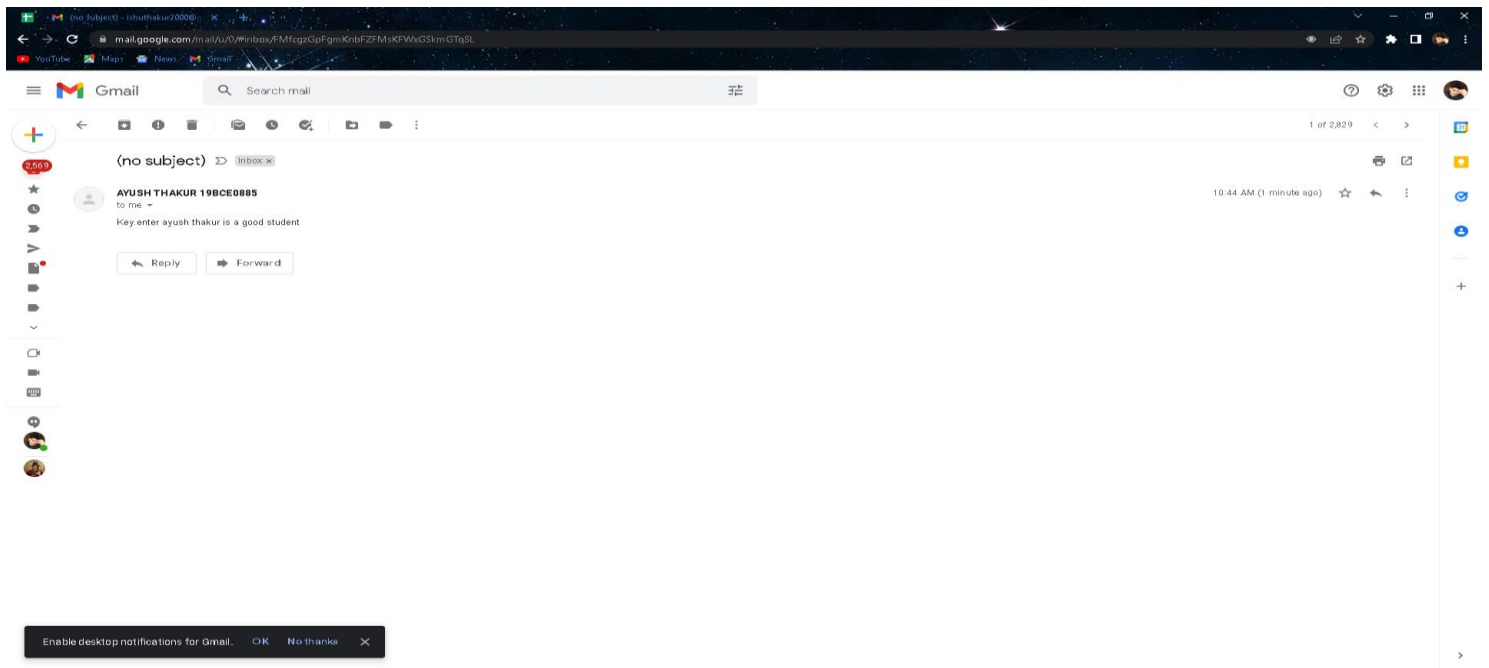 (no subject) - ishuthakur2000@
mail.google.com/mail/u/0/#inbox/FMfcgzGpFgmKnbFZFMsKFWxGSkmGTqSL
YouTube Maps News Gmail
Gmail Search mail
1 of 2,829
2,569
(no subject) Inbox x
AYUSH THAKUR 19BCE0885 10:44 AM (1 minute ago)
to me
Key.enter ayush thakur is a good student
Reply Forward
Enable desktop notifications for Gmail. OK No thanks